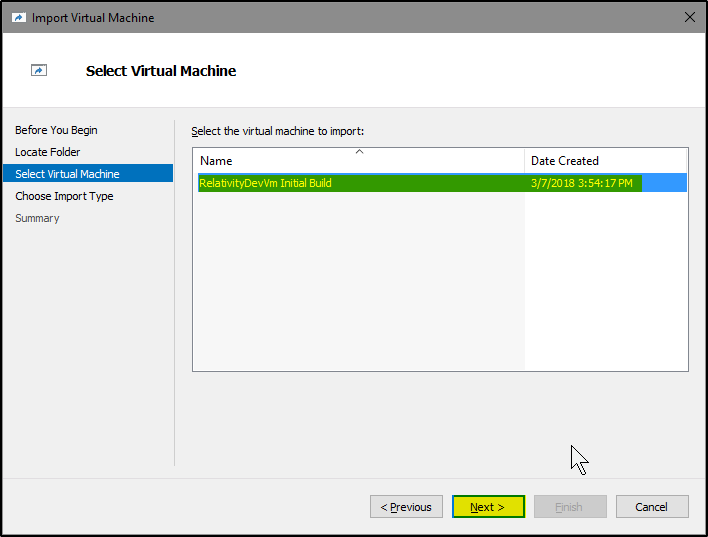 Import Virtual Machine
Select Virtual Machine
Before You Begin
Locate Folder
Select Virtual Machine
Choose Import Type
Summary
Select the virtual machine to import:
Name Date Created
RelativityDevVm Initial Build 3/7/2018 3:54:17 PM
< Previous Next > Finish Cancel